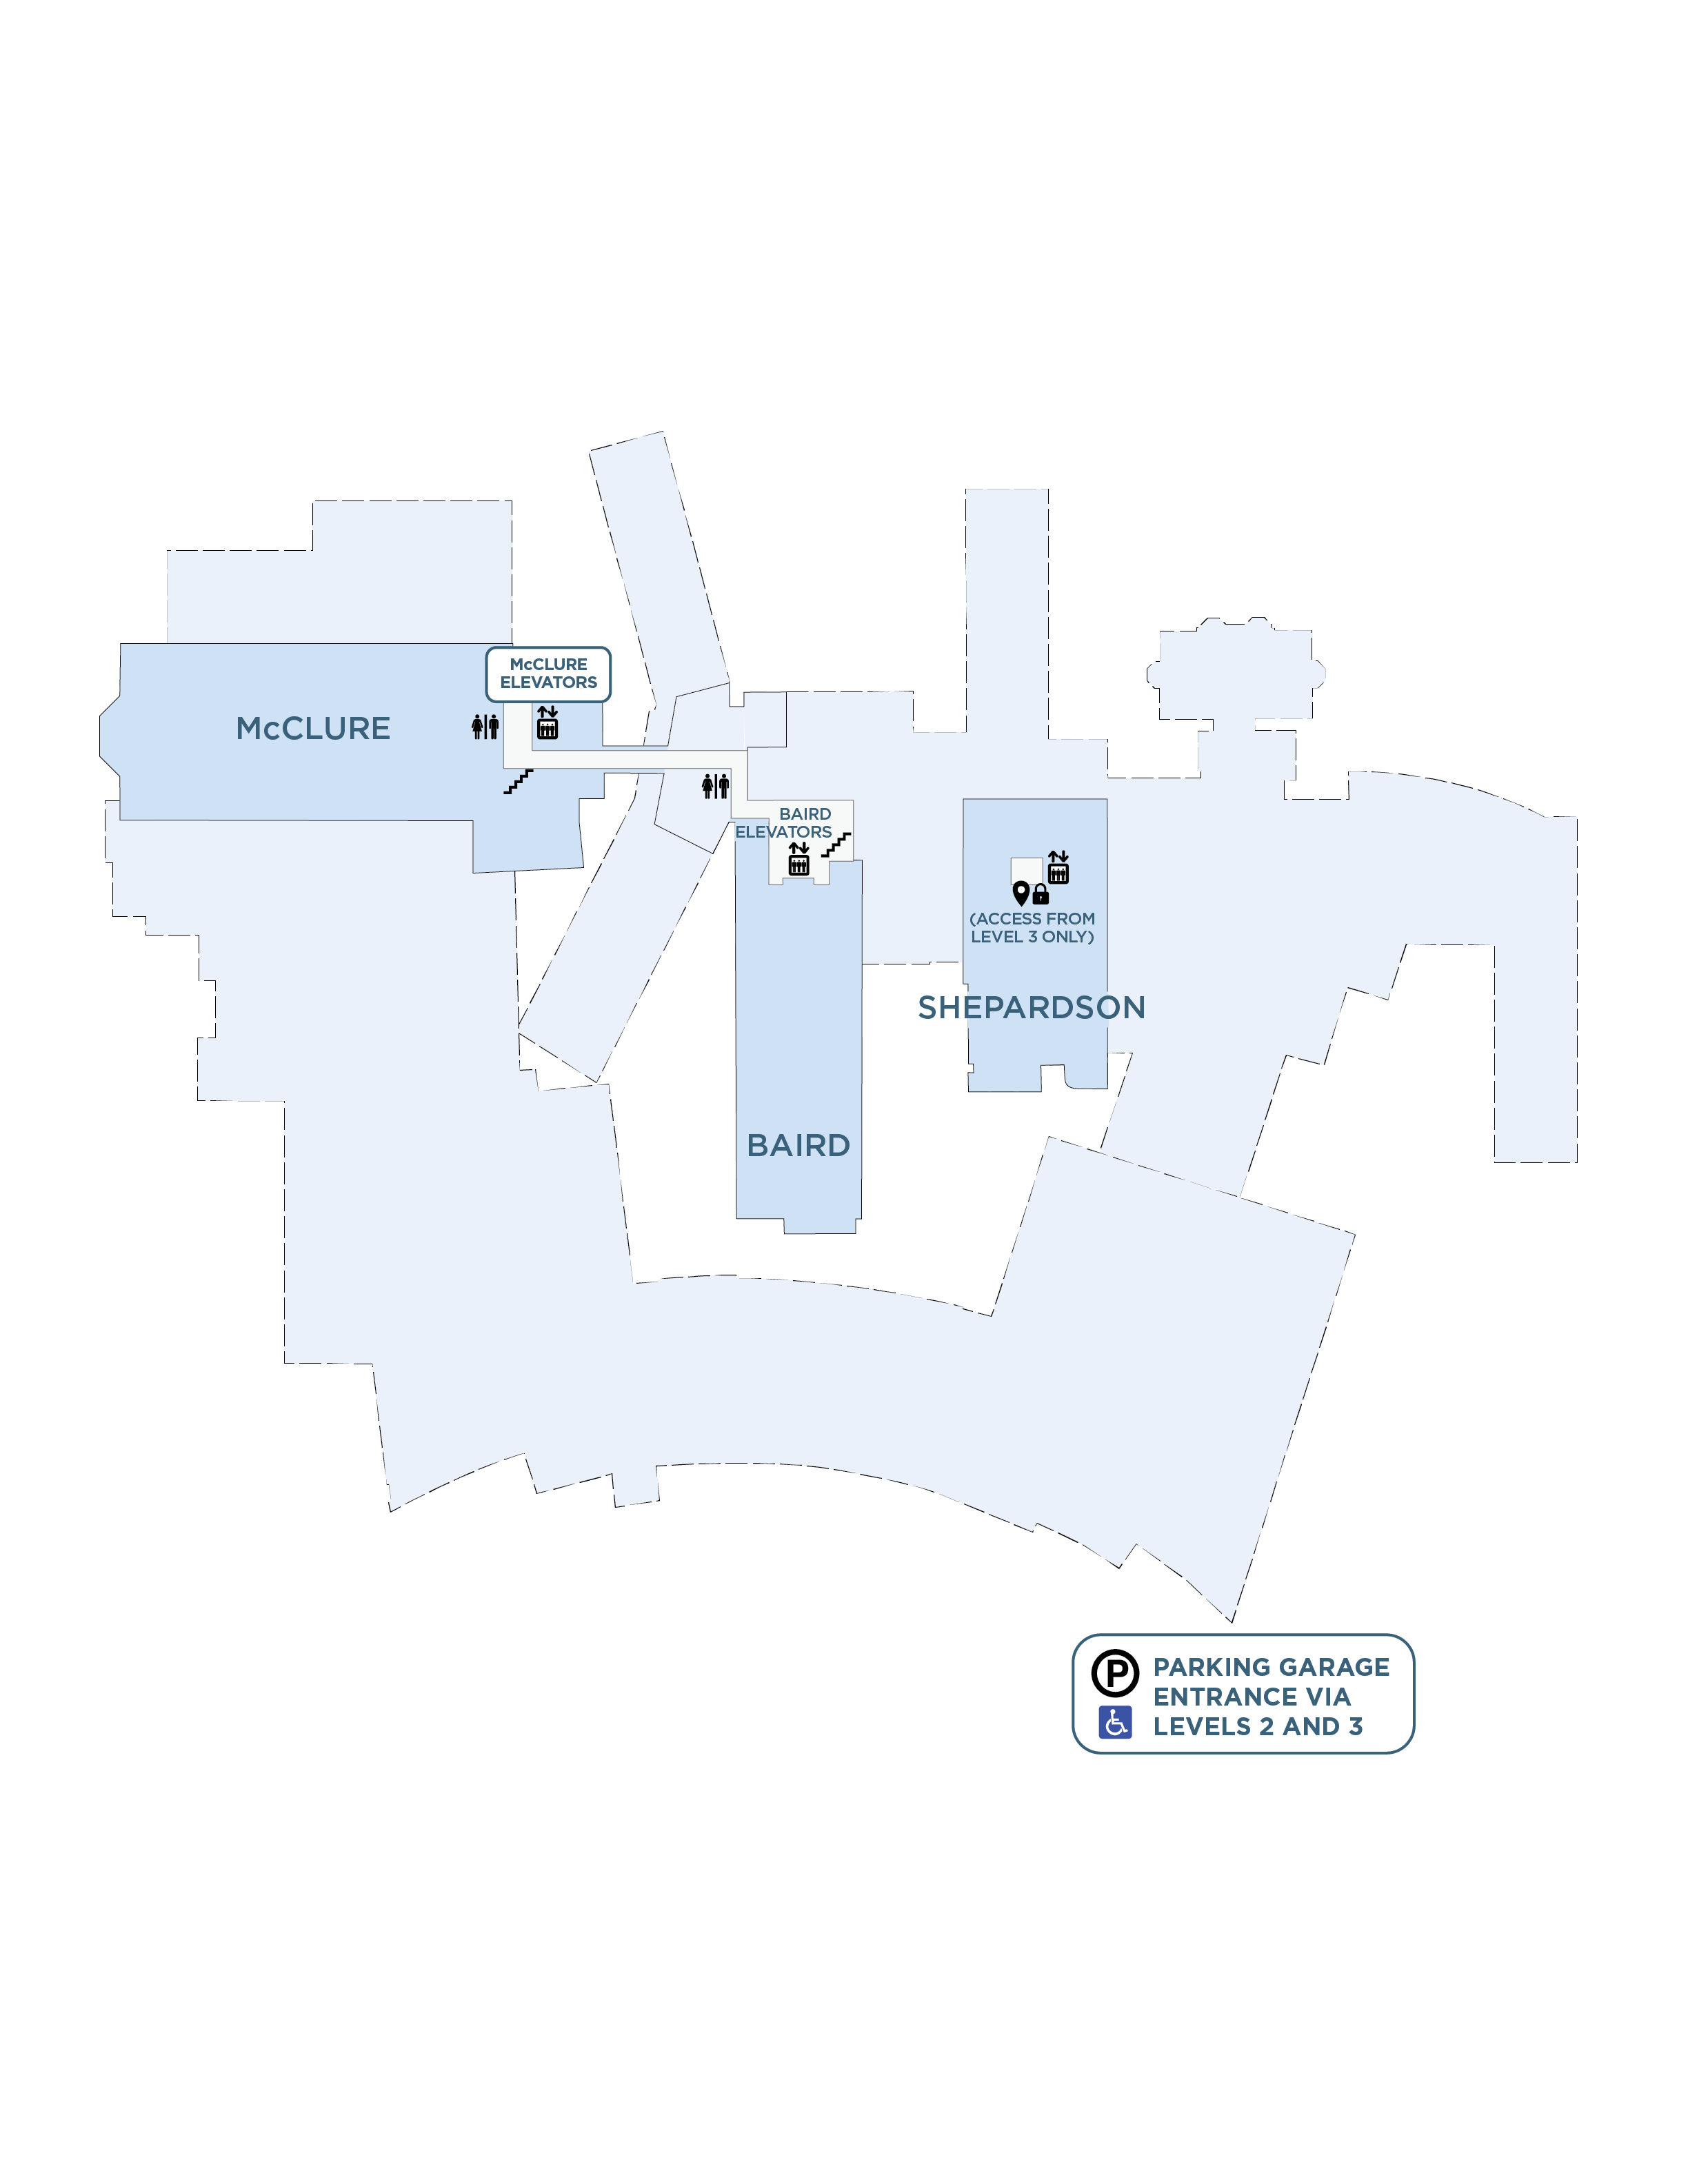 McCLURE
ELEVATORS
McCLURE
BAIRD
ELEVATORS
(ACCESS FROM
LEVEL 3 ONLY)
SHEPARDSON
BAIRD
P
PARKING GARAGE
ENTRANCE VIA
LEVELS 2 AND 3